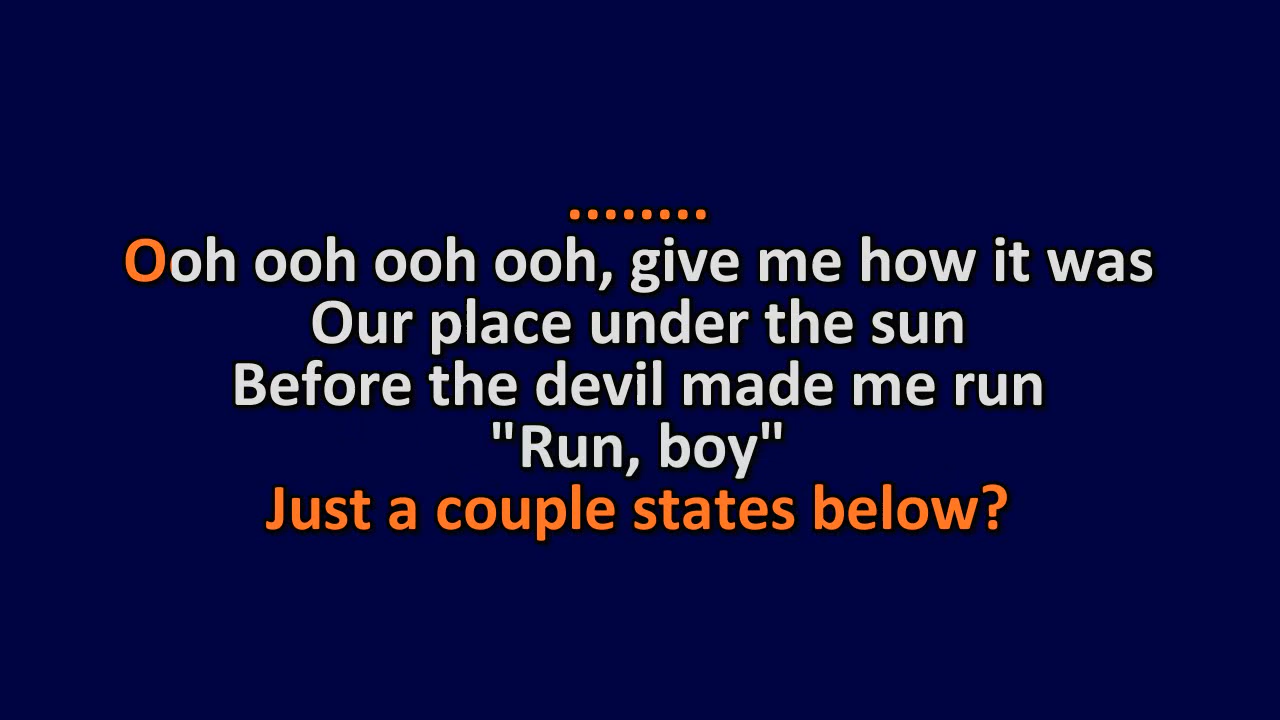 ........
Ooh ooh ooh ooh, give me how it was
Our place under the sun
Before the devil made me run
"Run, boy"
Just a couple states below?